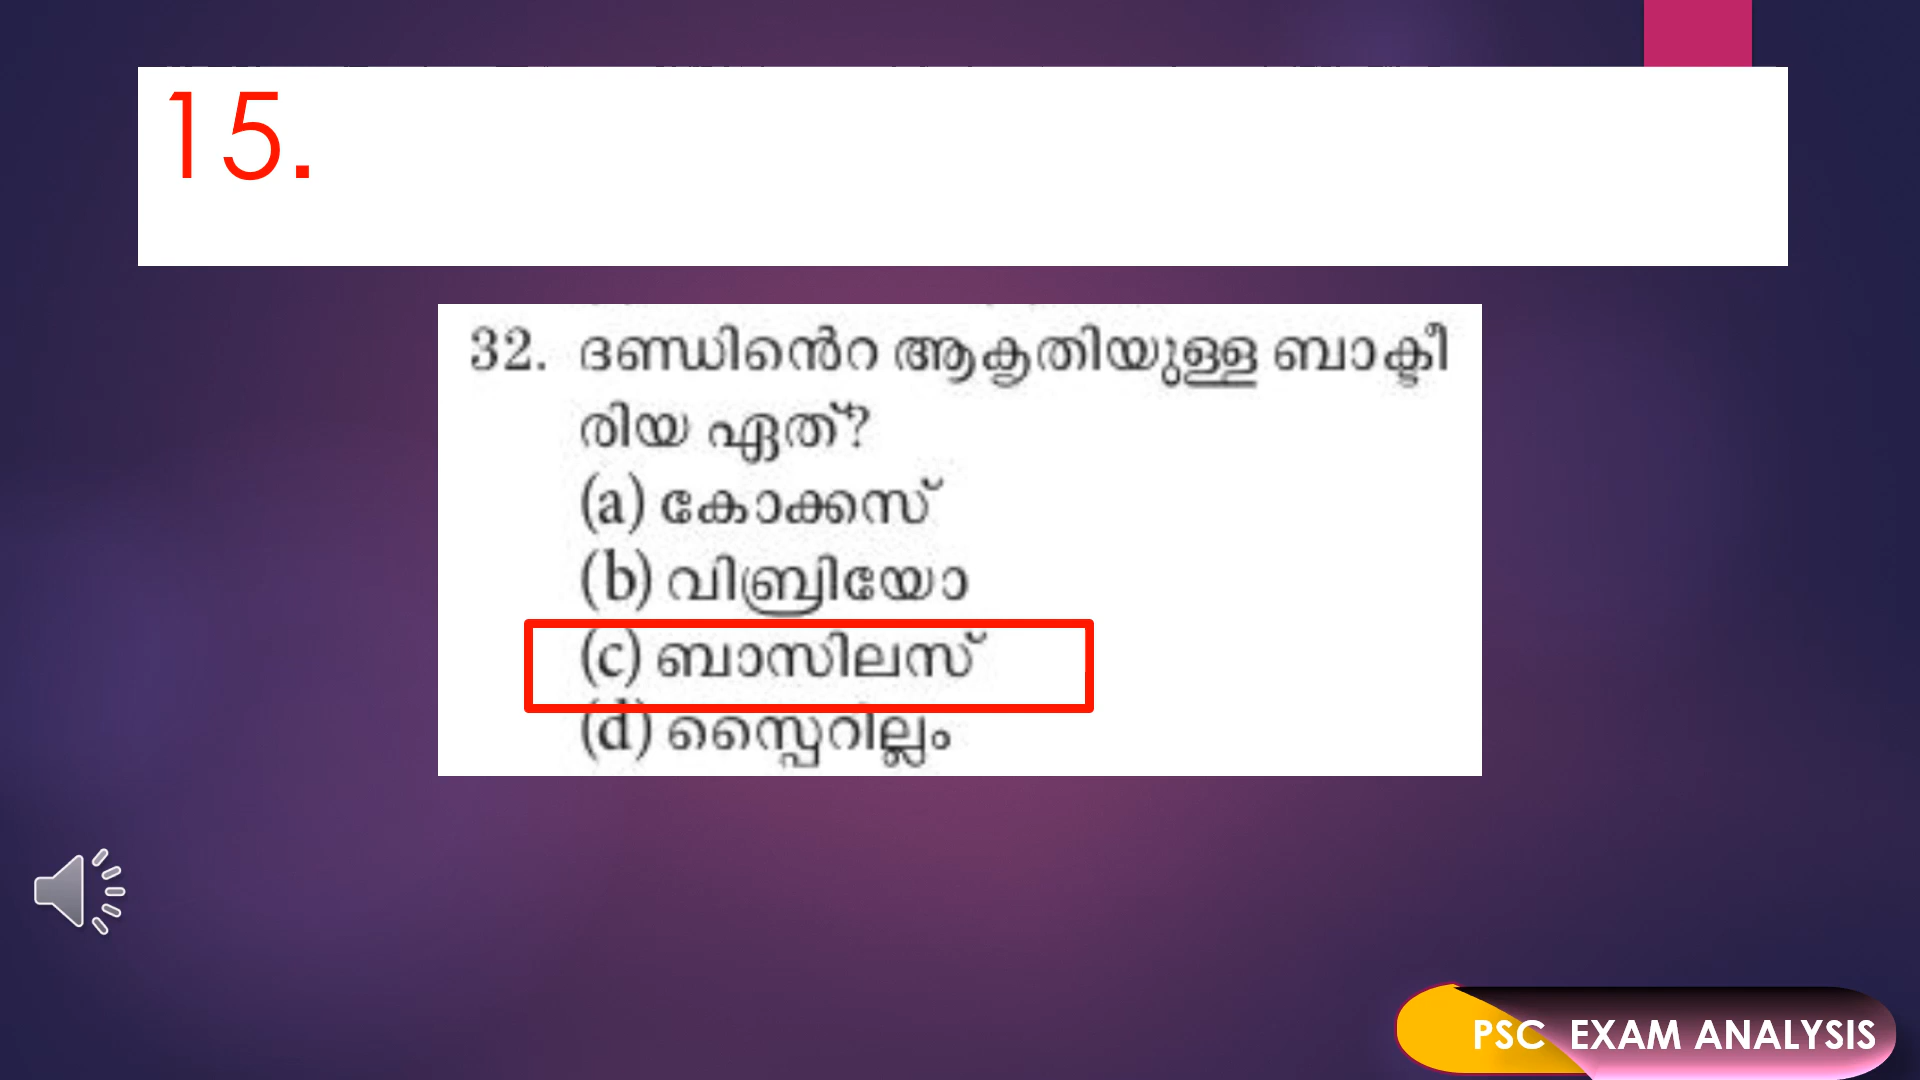 15.
32. ദണ്ഡിൻെറ ആകൃതിയുള്ള ബാക്ടീ
രിയ ഏത്?
(a) കോക്കസ്
(b) വിബ്രിയോ
(c) ബാസിലസ്
(d) സ്പൈറില്ലം
PSC EXAM ANALYSIS